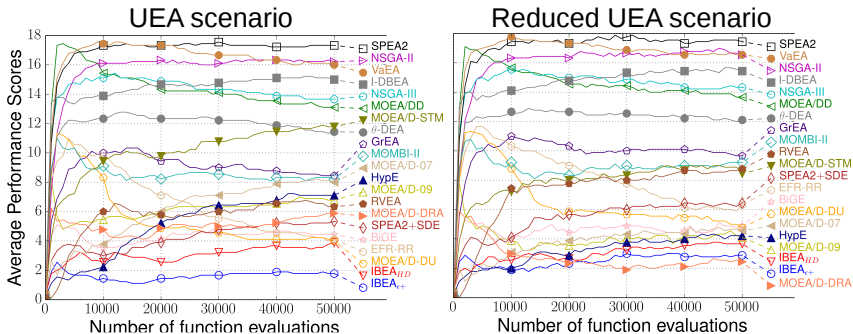 UEA scenario
Reduced UEA scenario
Average Performance Scores
18
16
14
12
10
8
6
4
2
0
0
10000
20000
30000
40000
50000
Number of function evaluations
SPEA2
NSGA-II
VaEA
I-DBEA
NSGA-III
MOEA/DD
MOEA/D-STM
θ-DEA
GrEA
MOMBI-II
MOEA/D-07
HypE
MOEA/D-09
RVEA
MOEA/D-DRA
SPEA2+SDE
BiGE
EFR-RR
MOEA/D-DU
IBEA_HD
IBEA_ε+
0
10000
20000
30000
40000
50000
Number of function evaluations
SPEA2
VaEA
NSGA-II
I-DBEA
NSGA-III
MOEA/DD
θ-DEA
GrEA
MOMBI-II
RVEA
MOEA/D-STM
SPEA2+SDE
EFR-RR
BiGE
MOEA/D-DU
MOEA/D-07
HypE
MOEA/D-09
IBEA_HD
IBEA_ε+
MOEA/D-DRA